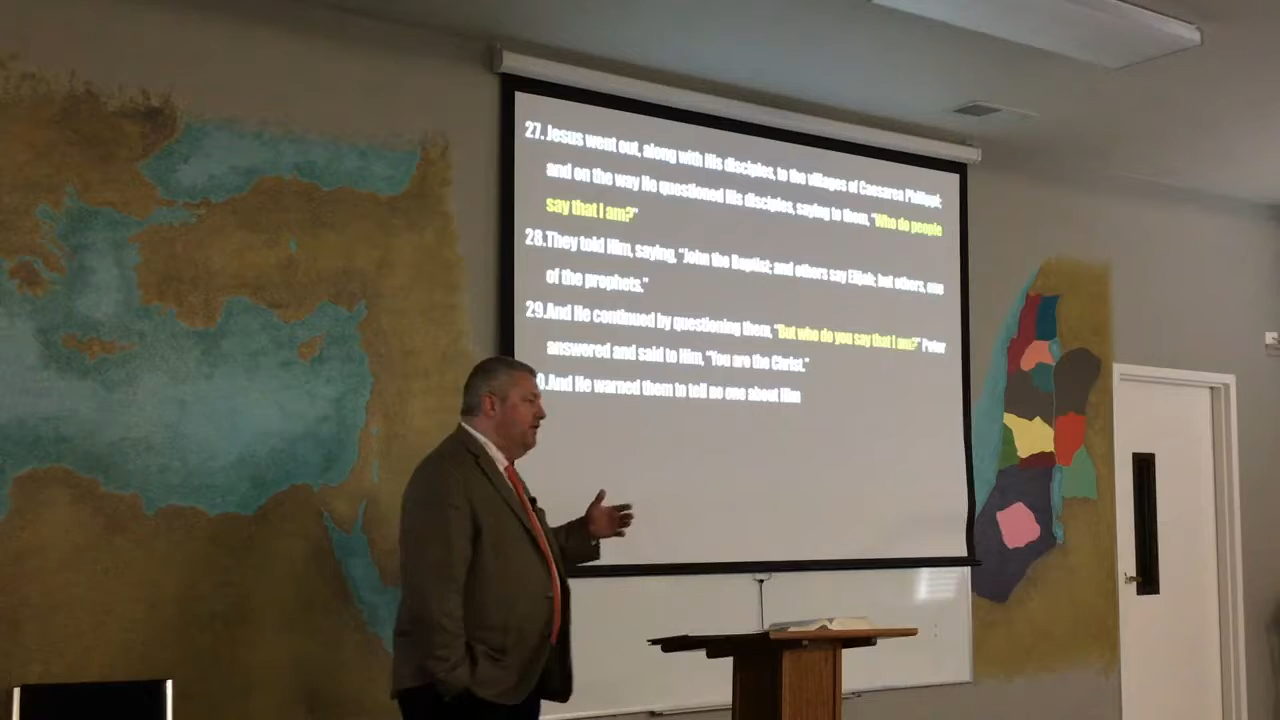 27. Jesus went out, along with His disciples, to the villages of Caesarea Philippi;
and on the way He questioned His disciples, saying to them, “Who do people
say that I am?”
28.They told Him, saying, “John the Baptist; and others say Elijah; but others, one
of the prophets.”
29.And He continued by questioning them, “But who do you say that I am?” Peter
answered and said to Him, “You are the Christ.”
0.And He warned them to tell no one about Him